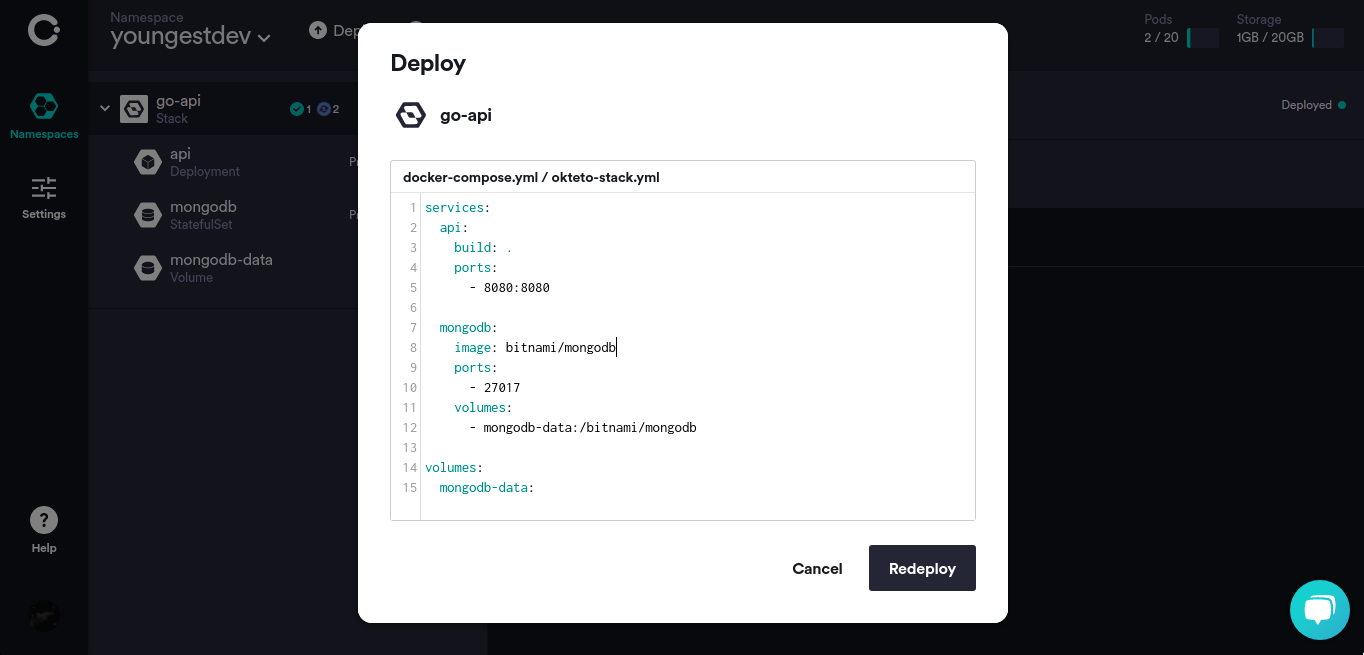 Namespace
youngestdev
Dep
Pods
2 / 20
Storage
1GB / 20GB
Namespaces
Settings
Help
go-api
Stack
1 2
api
Deployment
mongodb
StatefulSet
mongodb-data
Volume
Deployed
Deploy
go-api
docker-compose.yml / okteto-stack.yml
1 services:
2   api:
3     build: .
4     ports:
5       - 8080:8080
6
7   mongodb:
8     image: bitnami/mongodb
9     ports:
10       - 27017
11     volumes:
12       - mongodb-data:/bitnami/mongodb
13
14 volumes:
15   mongodb-data:
Cancel
Redeploy